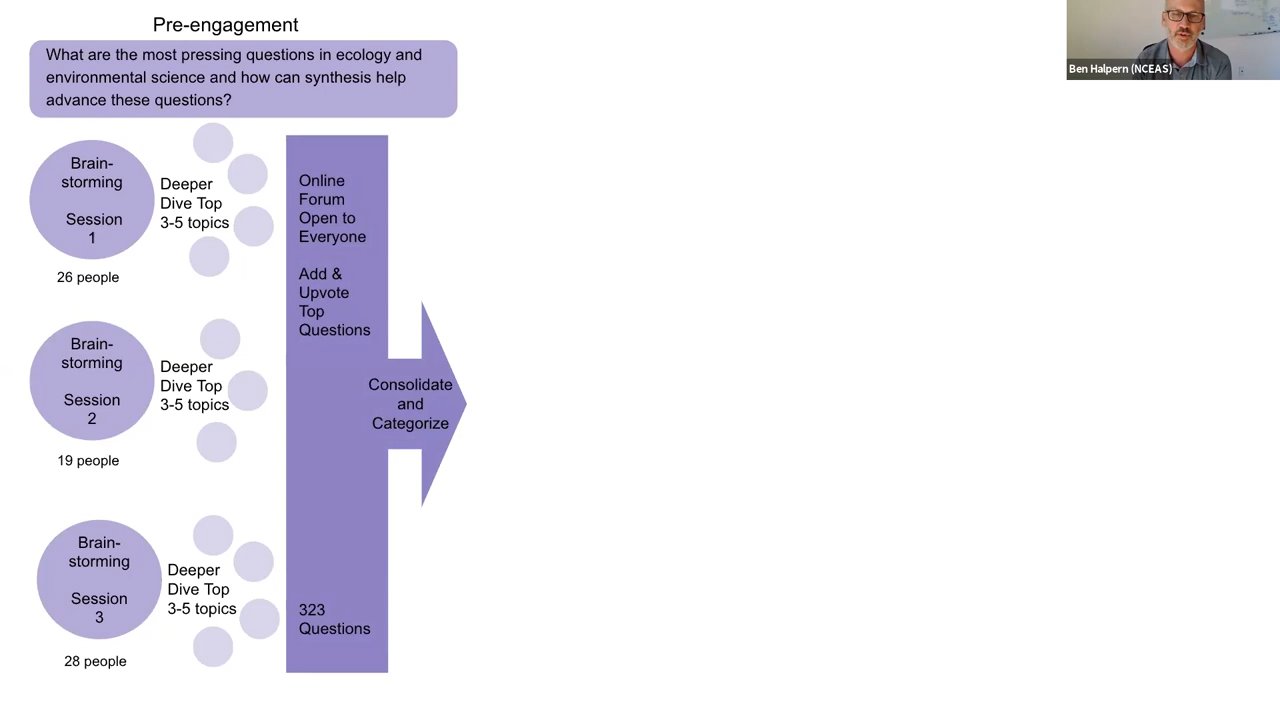 Pre-engagement
What are the most pressing questions in ecology and
environmental science and how can synthesis help
advance these questions?
Brain-
storming
Session
1
26 people
Deeper
Dive Top
3-5 topics
Brain-
storming
Session
2
19 people
Deeper
Dive Top
3-5 topics
Brain-
storming
Session
3
28 people
Deeper
Dive Top
3-5 topics
Online
Forum
Open to
Everyone
Add &
Upvote
Top
Questions
323
Questions
Consolidate
and
Categorize
Ben Halpern (NCEAS)